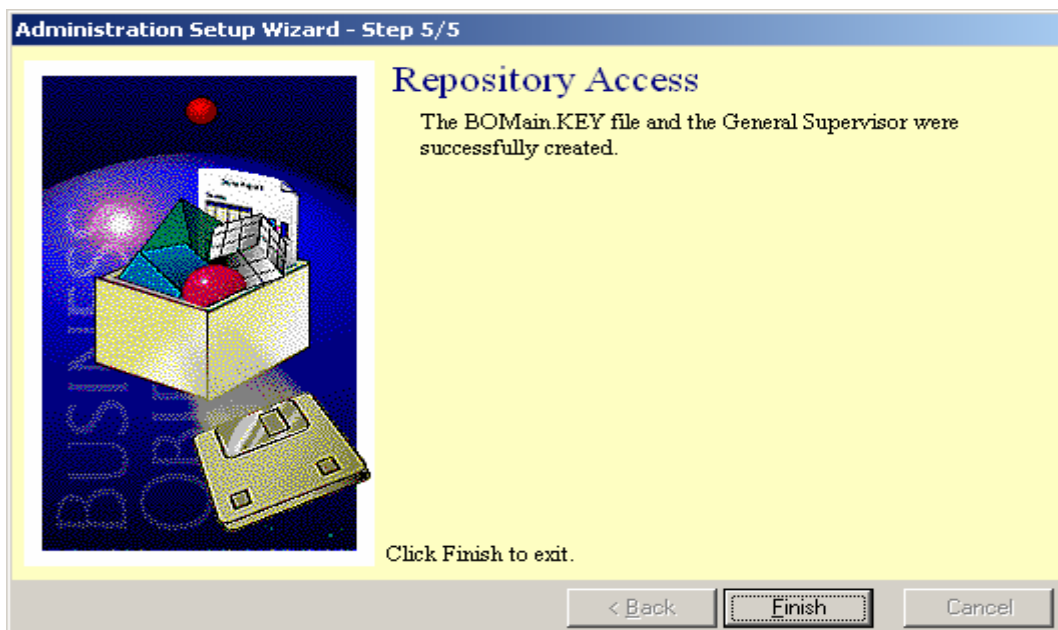 Administration Setup Wizard - Step 5/5
Repository Access
The BOMain.KEY file and the General Supervisor were
successfully created.
BUSINESS
Click Finish to exit.
< Back
Finish
Cancel